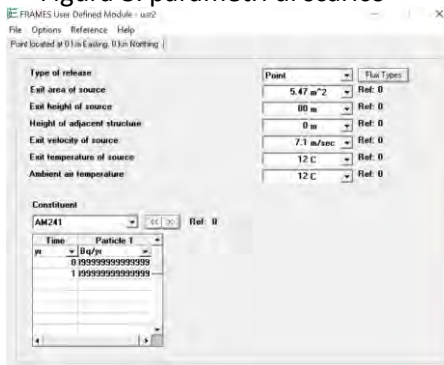 FRAMES User Defined Module - usr2
File Options Reference Help
Point located at 0 km Easting, 0 km Northing
Type of release Point Flux Types
Exit area of source 5.47 m^2 Ref: 0
Exit height of source 80 m Ref: 0
Height of adjacent structure 0 m Ref: 0
Exit velocity of source 7.1 m/sec Ref: 0
Exit temperature of source 12 C Ref: 0
Ambient air temperature 12 C Ref: 0
Constituent
AM241 << >> Ref: 0
Time Particle 1
yr Bq/yr
0
1